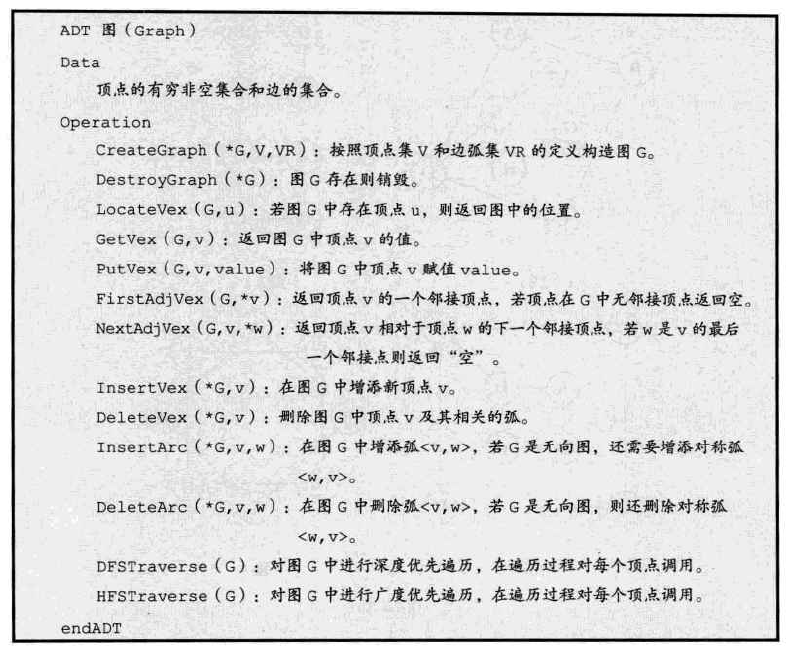 ADT 图(Graph)
Data
顶点的有穷非空集合和边的集合。
Operation
CreateGraph(*G,V,VR): 按照顶点集 V 和边弧集 VR 的定义构造图 G。
DestroyGraph(*G): 图 G 存在则销毁。
LocateVex(G,u): 若图 G 中存在顶点 u, 则返回图中的位置。
GetVex(G,v): 返回图 G 中顶点 v 的值。
PutVex(G,v,value): 将图 G 中顶点 v 赋值 value。
FirstAdjVex(G,*v): 返回顶点 v 的一个邻接顶点, 若顶点在 G 中无邻接顶点返回空。
NextAdjVex(G,v,*w): 返回顶点 v 相对于顶点 w 的下一个邻接顶点, 若 w 是 v 的最后
一个邻接点则返回“空”。
InsertVex(*G,v): 在图 G 中增添新顶点 v。
DeleteVex(*G,v): 删除图 G 中顶点 v 及其相关的弧。
InsertArc(*G,v,w): 在图 G 中增添弧<v,w>, 若 G 是无向图, 还需要增添对称弧
<w,v>。
DeleteArc(*G,v,w): 在图 G 中删除弧<v,w>, 若 G 是无向图, 则还删除对称弧
<w,v>。
DFSTraverse(G): 对图 G 中进行深度优先遍历, 在遍历过程对每个顶点调用。
HFSTraverse(G): 对图 G 中进行广度优先遍历, 在遍历过程对每个顶点调用。
endADT